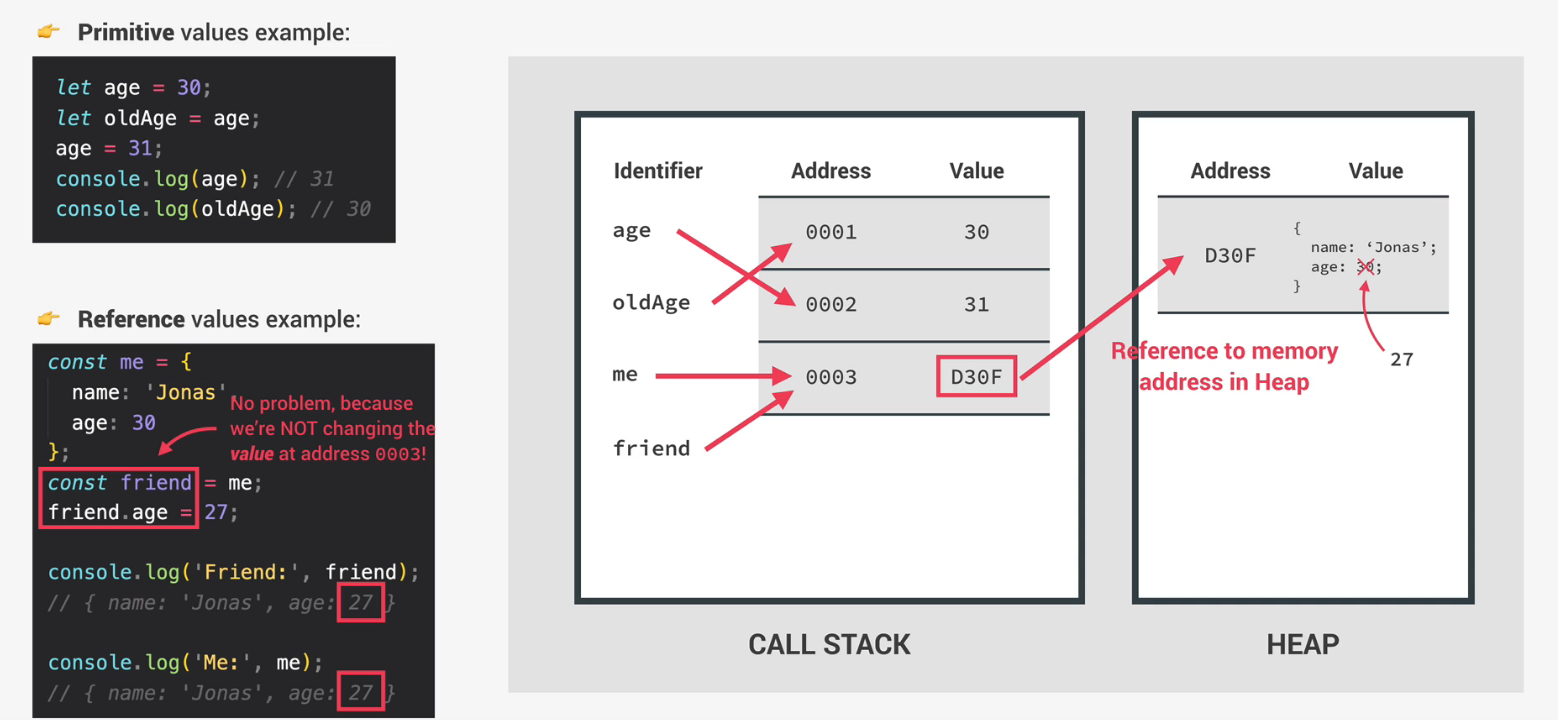 👉 Primitive values example:
let age = 30;
let oldAge = age;
age = 31;
console.log(age); // 31
console.log(oldAge); // 30
👉 Reference values example:
const me = {
name: 'Jonas',
age: 30
};
const friend = me;
friend.age = 27;
console.log('Friend:', friend);
// { name: 'Jonas', age: 27 }
console.log('Me:', me);
// { name: 'Jonas', age: 27 }
No problem, because
we're NOT changing the
value at address 0003!
Identifier Address Value
age 0001 30
oldAge 0002 31
me 0003 D30F
friend
CALL STACK
Address Value
D30F
{
name: ‘Jonas’;
age: 30;
}
27
Reference to memory
address in Heap
HEAP